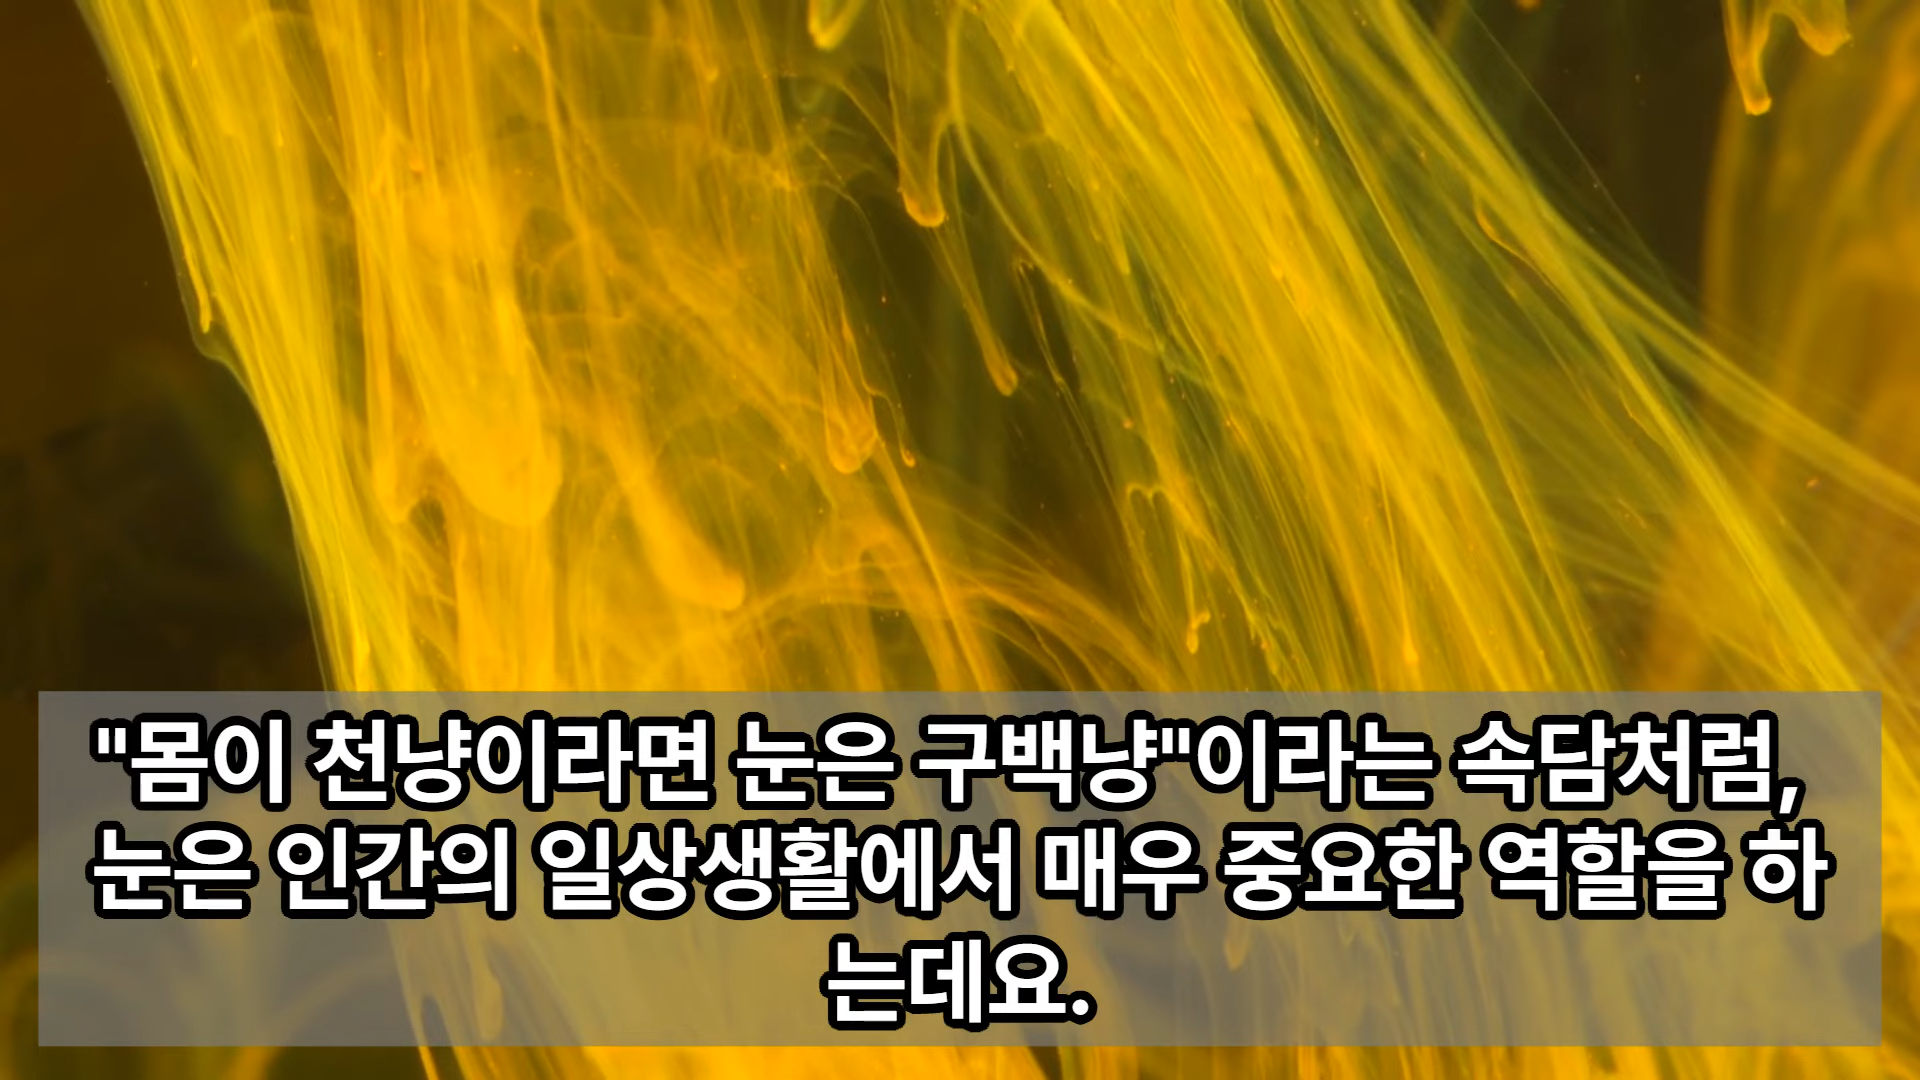 "몸이 천냥이라면 눈은 구백냥"이라는 속담처럼,
눈은 인간의 일상생활에서 매우 중요한 역할을 하
는데요.